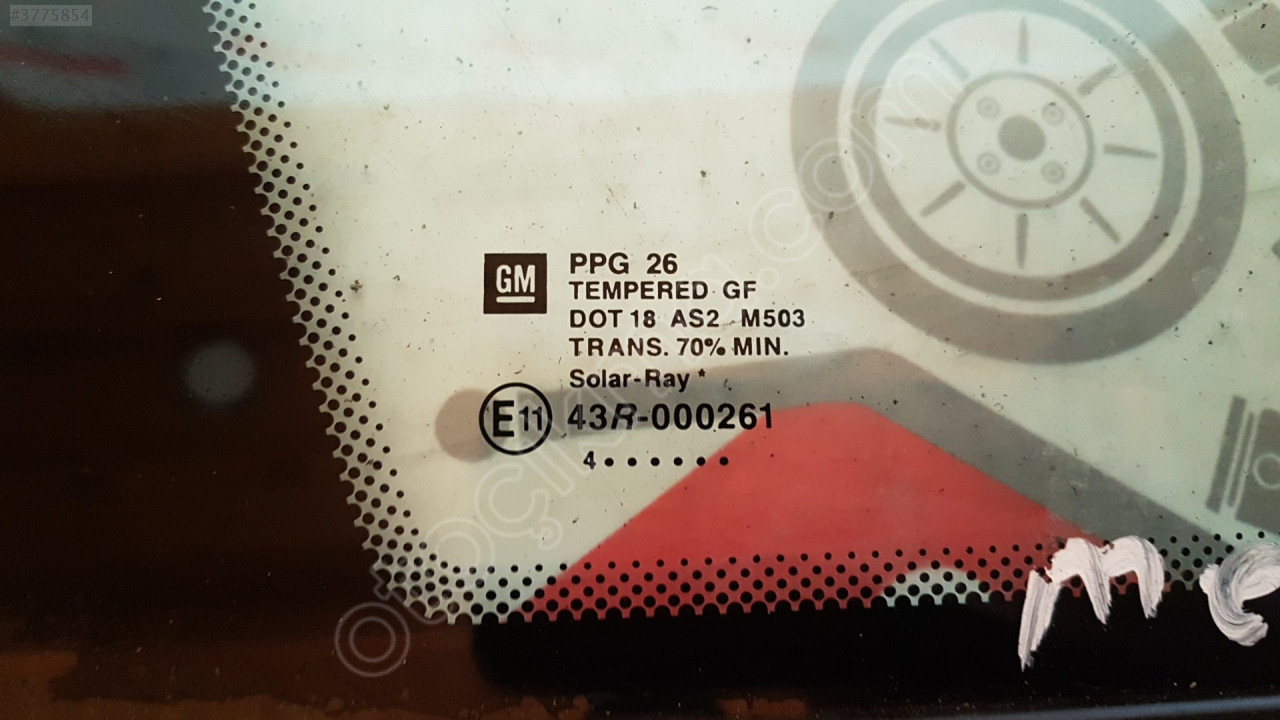 #3775854
GM
PPG 26
TEMPERED GF
DOT 18 AS2 M503
TRANS. 70% MIN.
Solar-Ray *
E11 43R-000261
4 • • • • • •